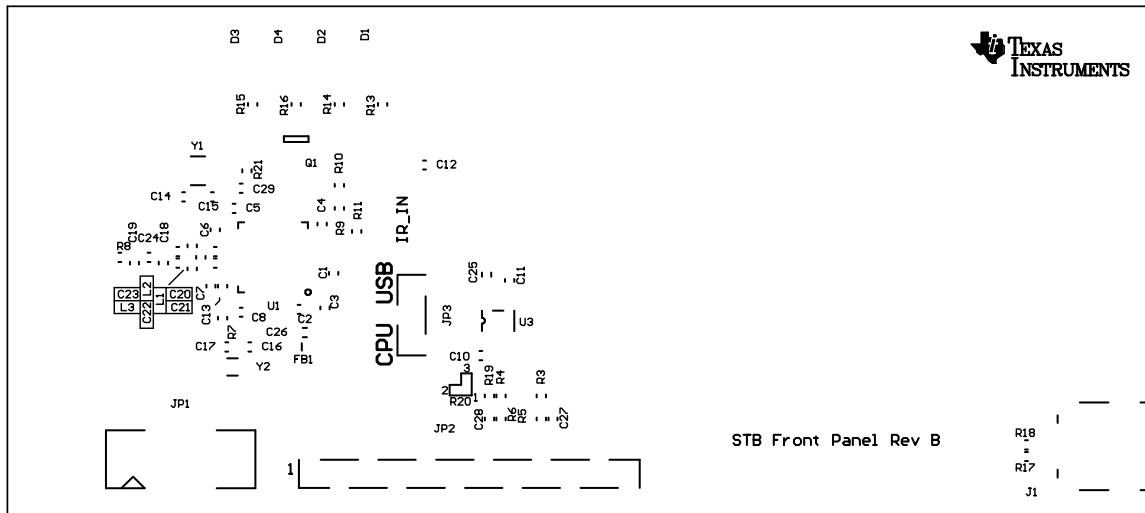 D3
D4
D2
D1
TEXAS
INSTRUMENTS
R15
R16
R14
R13
Y1
Q1
R10
C12
R21
C29
C14
C15
C5
C4
R9
R11
IR_IN
C19
C24
C18
C6
R8
C1
USB
C25
C11
C23
L2
L1
C20
L3
C22
C21
C7
C13
U1
C8
C2
C3
JP3
U3
R7
C26
C17
C16
FB1
CPU
C10
Y2
3
2
1
R20
R19
R4
R3
JP1
JP2
C28
R6
R5
C27
STB Front Panel Rev B
R18
R17
J1
1